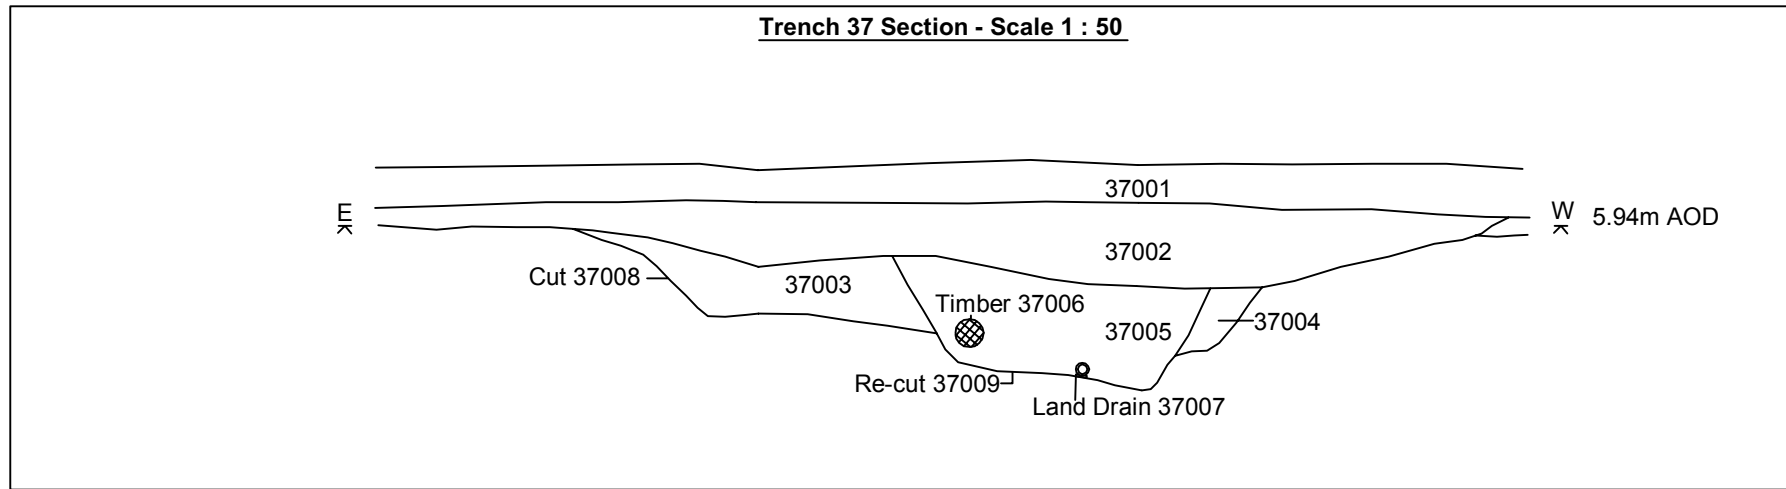 Trench 37 Section - Scale 1 : 50
37001
E
W
5.94m AOD
37002
Cut 37008
37003
Timber 37006
37005
37004
Re-cut 37009
Land Drain 37007